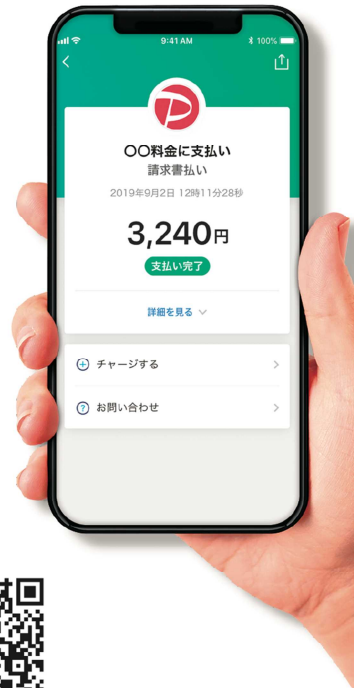 9:41 AM
100%
〇〇料金に支払い
請求書払い
2019年9月2日 12時11分28秒
3,240円
支払い完了
詳細を見る
チャージする
お問い合わせ